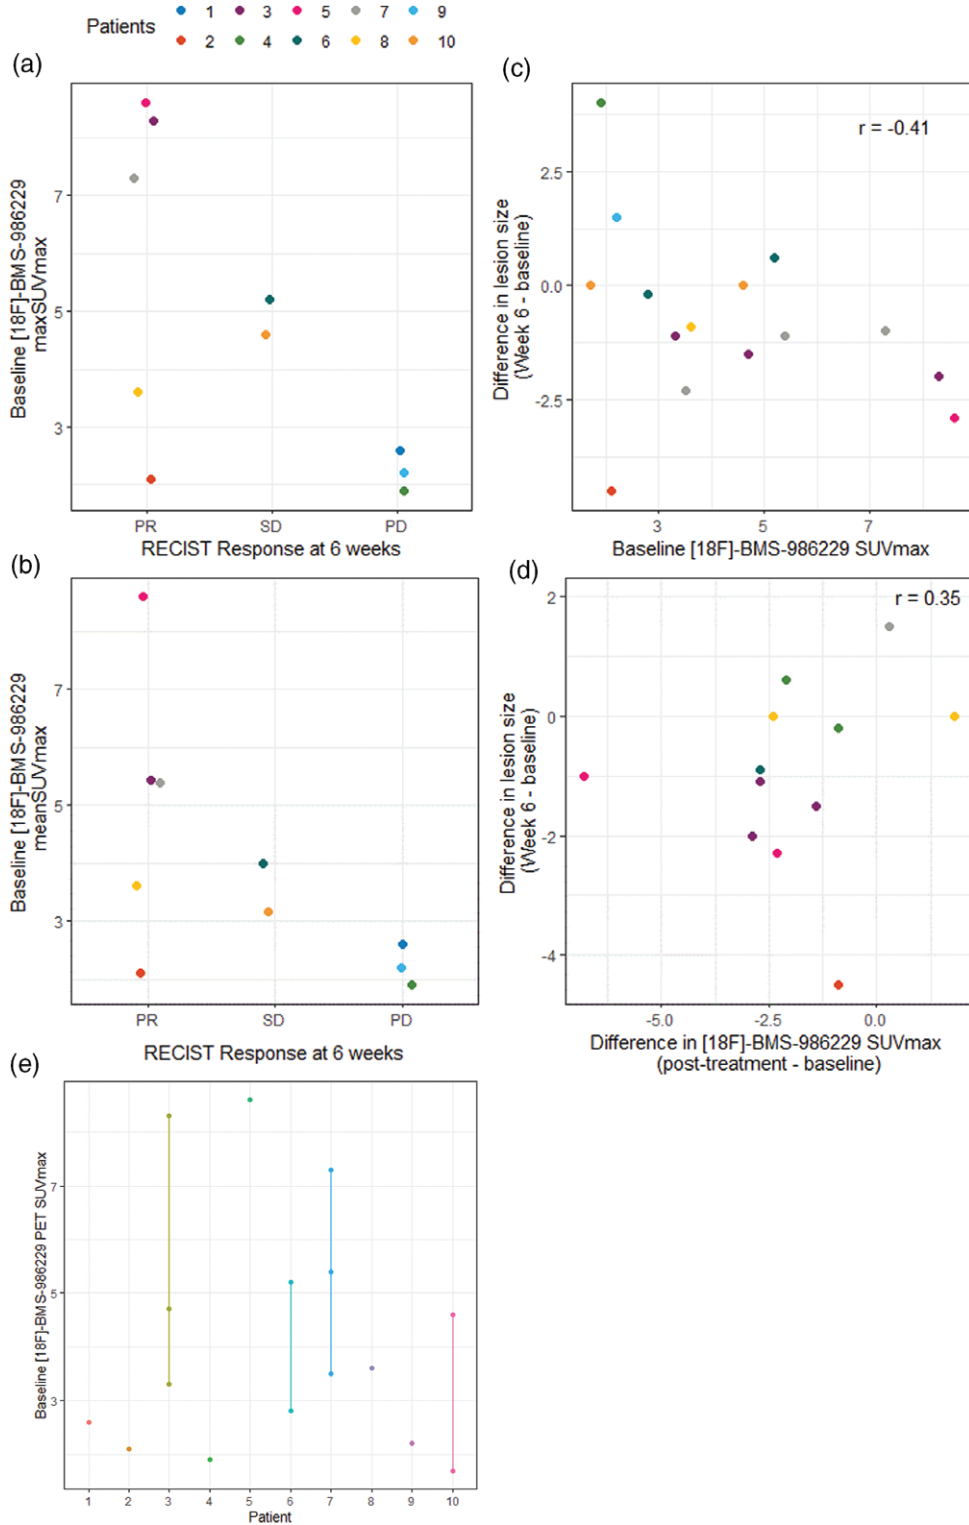 Patients 1 3 5 7 9
2 4 6 8 10
(a)
Baseline [18F]-BMS-986229
maxSUVmax
7
5
3
PR SD PD
RECIST Response at 6 weeks
(c)
r = -0.41
Difference in lesion size
(Week 6 - baseline)
2.5
0.0
-2.5
3 5 7
Baseline [18F]-BMS-986229 SUVmax
(b)
Baseline [18F]-BMS-986229
meanSUVmax
7
5
3
PR SD PD
RECIST Response at 6 weeks
(d)
r = 0.35
Difference in lesion size
(Week 6 - baseline)
2
0
-2
-4
-5.0 -2.5 0.0
Difference in [18F]-BMS-986229 SUVmax
(post-treatment - baseline)
(e)
Baseline [18F]-BMS-986229 PET SUVmax
7
5
3
1 2 3 4 5 6 7 8 9 10
Patient